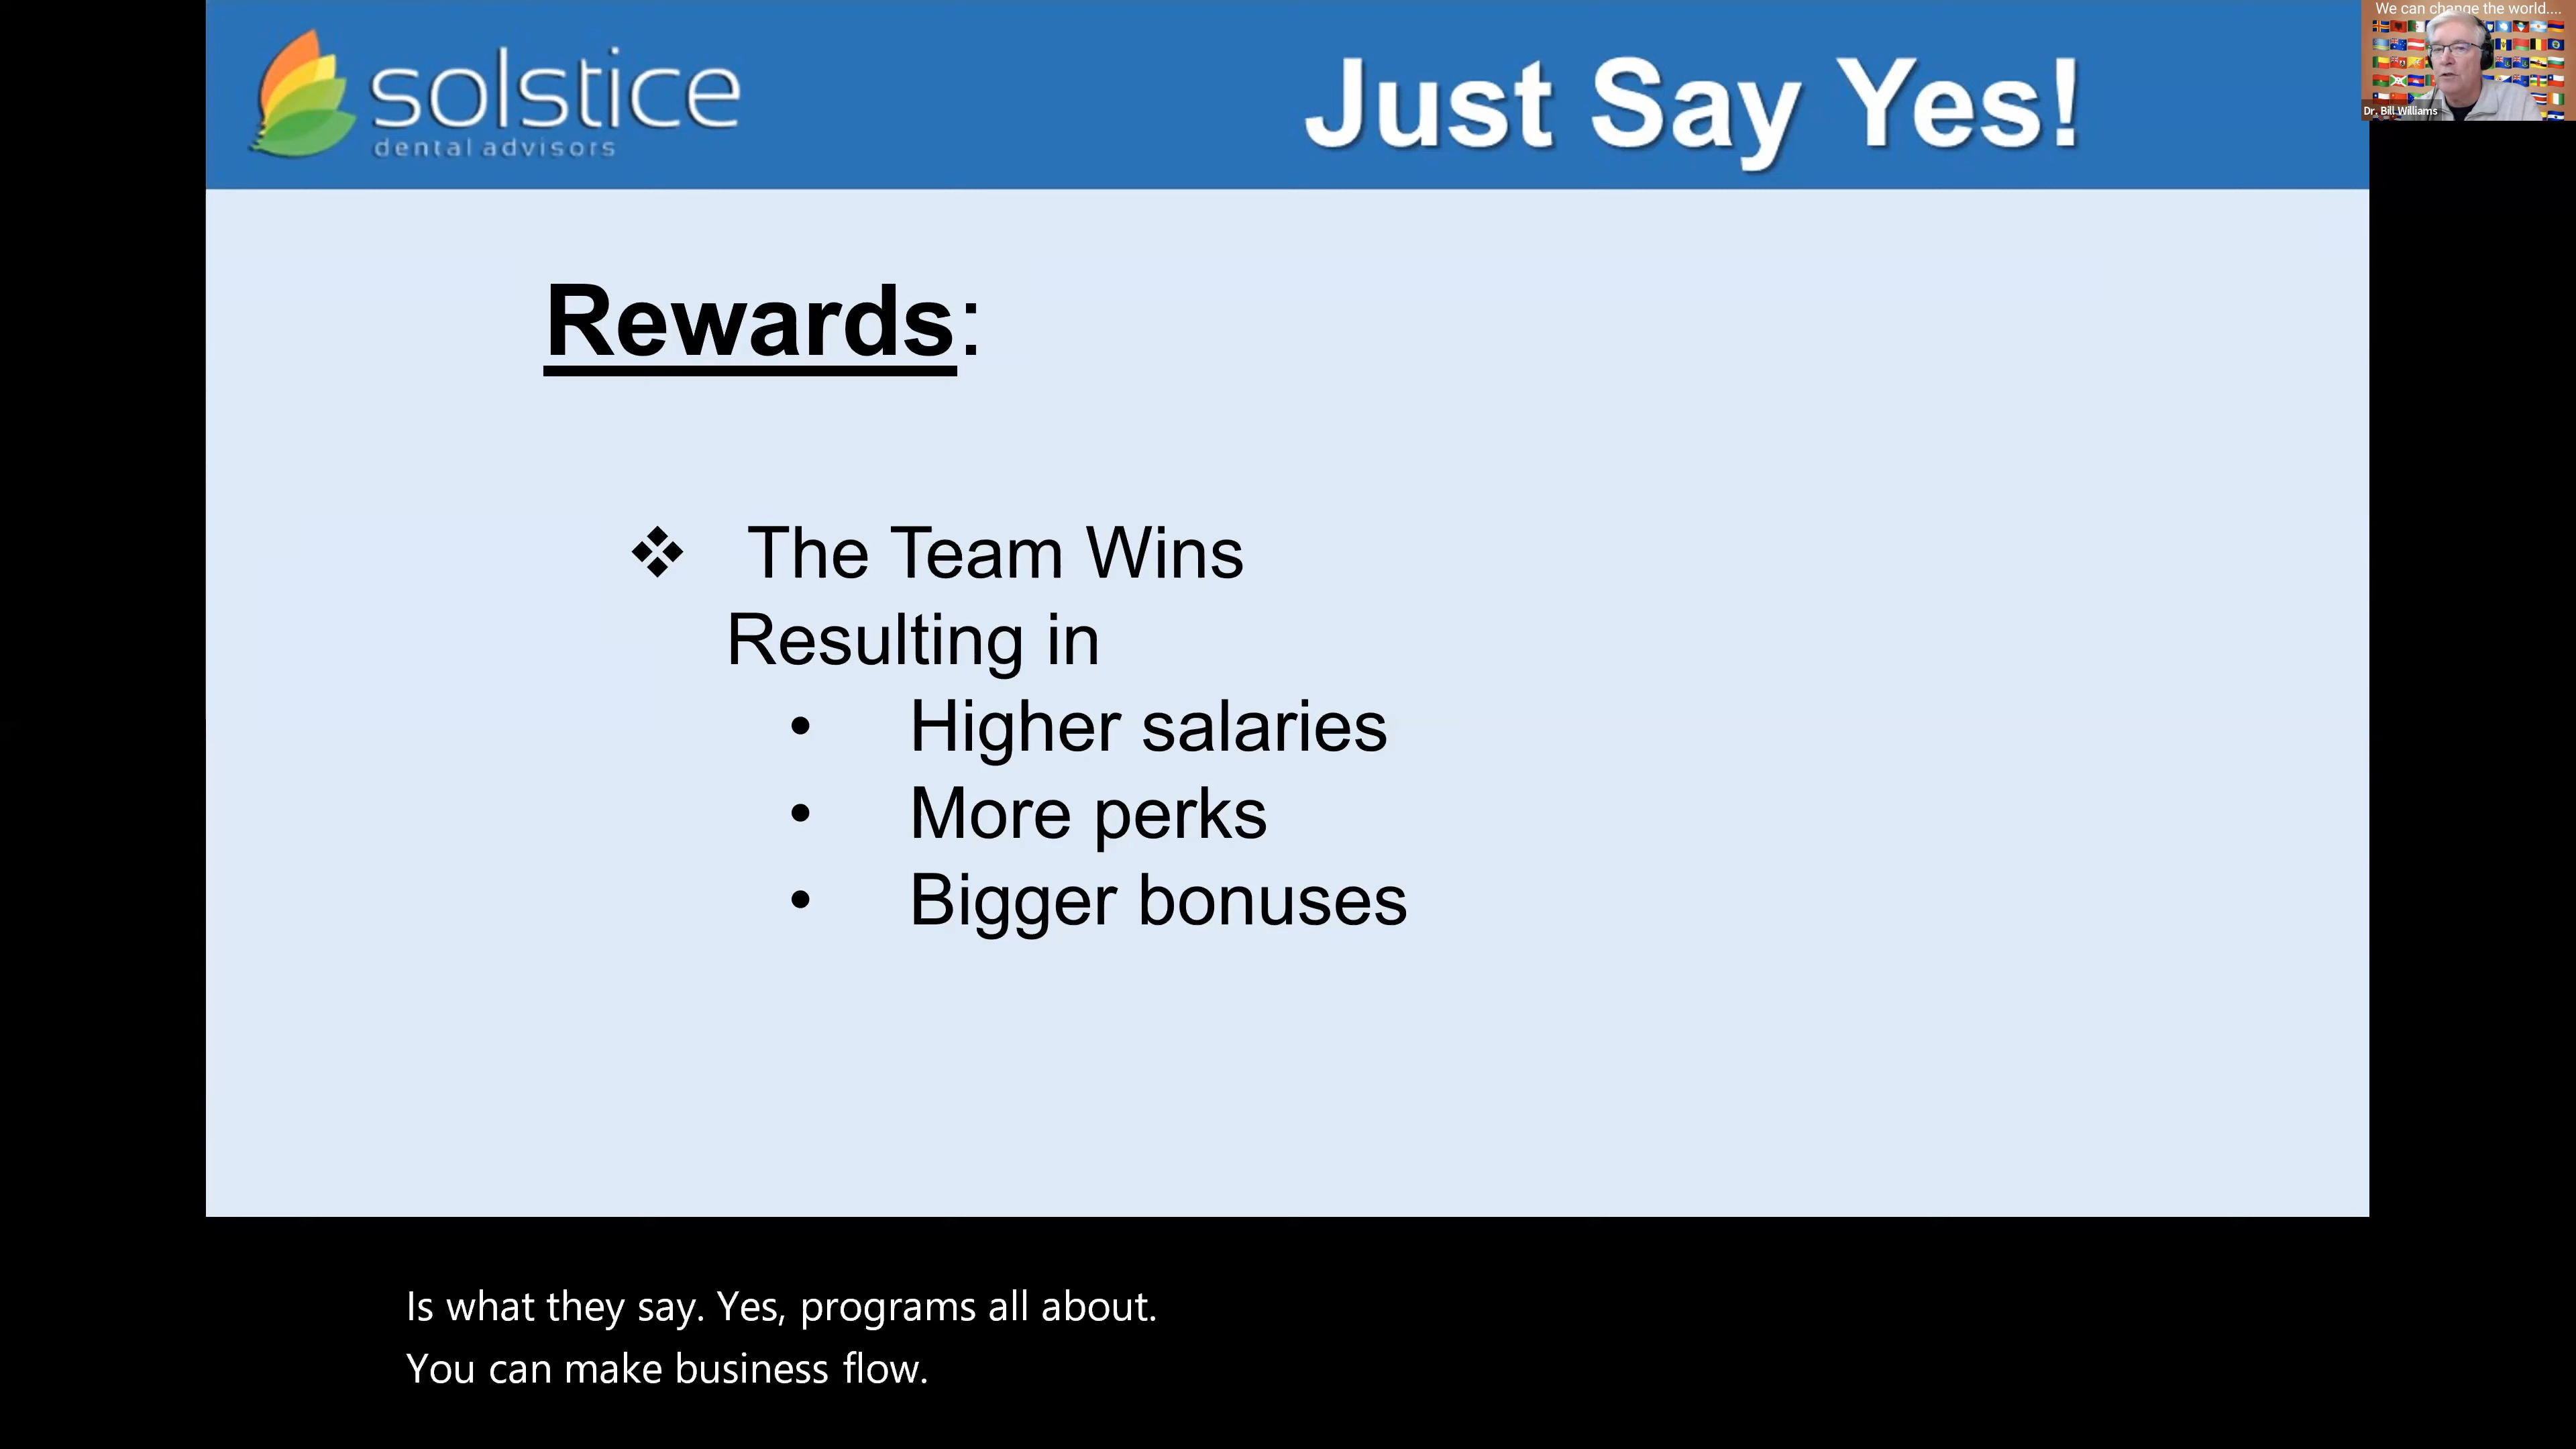 We can change the world....
Dr. Bill Williams
solstice
dental advisors
Just Say Yes!
Rewards:
❖ The Team Wins
Resulting in
• Higher salaries
• More perks
• Bigger bonuses
Is what they say. Yes, programs all about.
You can make business flow.